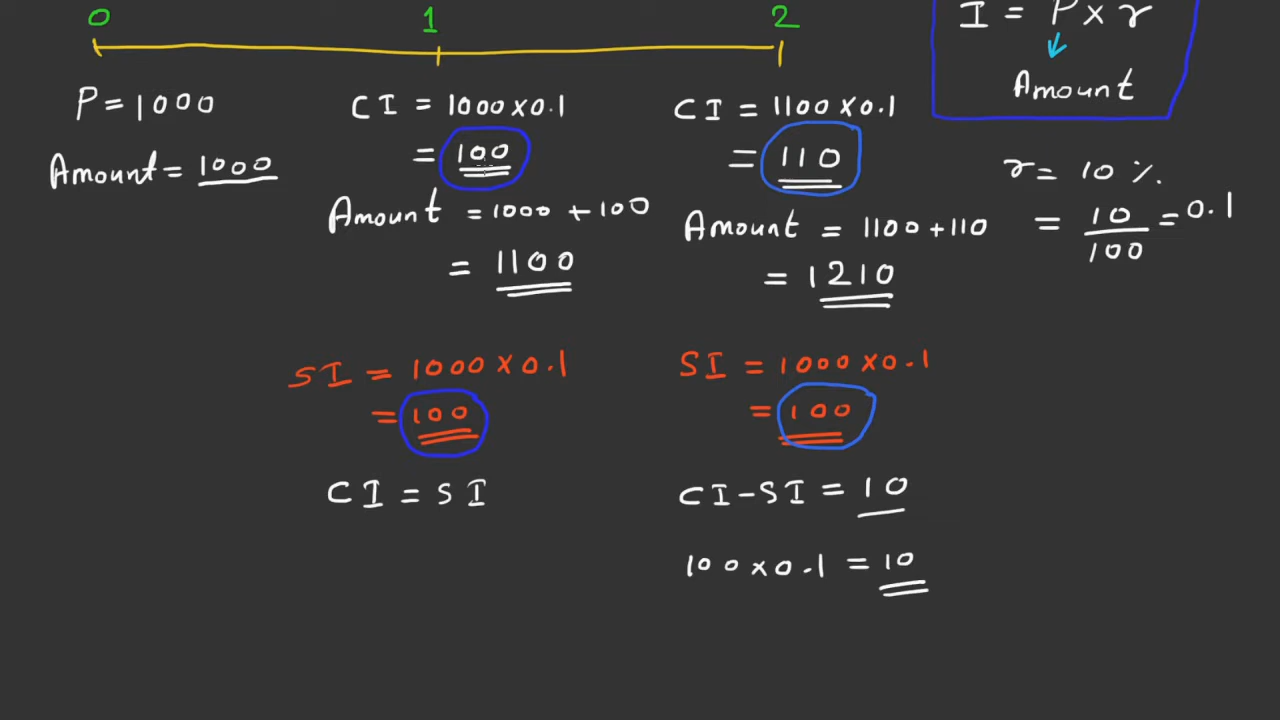 0 1 2
I = P x r
Amount
P = 1000
Amount = 1000
CI = 1000 x 0.1
= 100
Amount = 1000 + 100
= 1100
CI = 1100 x 0.1
= 110
Amount = 1100 + 110
= 1210
r = 10 %.
= 10/100 = 0.1
SI = 1000 x 0.1
= 100
CI = SI
SI = 1000 x 0.1
= 100
CI - SI = 10
100 x 0.1 = 10